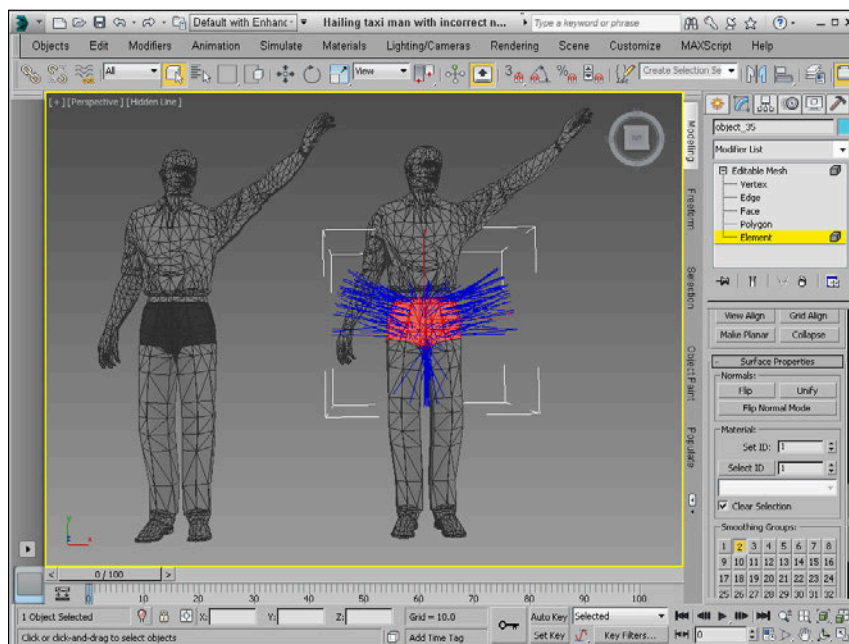 Default with Enhanc
Hailing taxi man with incorrect n...
Type a keyword or phrase
Objects Edit Modifiers Animation Simulate Materials Lighting/Cameras Rendering Scene Customize MAXScript Help
All
View
3
Create Selection Se
[ + ] [Perspective ] [Hidden Line ]
Modeling
Freeform
Selection
Object Paint
Populate
object_35
Modifier List
Editable Mesh
Vertex
Edge
Face
Polygon
Element
View Align Grid Align
Make Planar Collapse
- Surface Properties
Normals:
Flip Unify
Flip Normal Mode
Material:
Set ID: 1
Select ID 1
Clear Selection
Smoothing Groups:
1 2 3 4 5 6 7 8
9 10 11 12 13 14 15 16
17 18 19 20 21 22 23 24
25 26 27 28 29 30 31 32
y
z
x
< 0 / 100 >
0 10 20 30 40 50 60 70 80 90 100
1 Object Selected X: Y: Z: Grid = 10.0 Auto Key Selected
Click or click-and-drag to select objects Add Time Tag Set Key Key Filters... 0